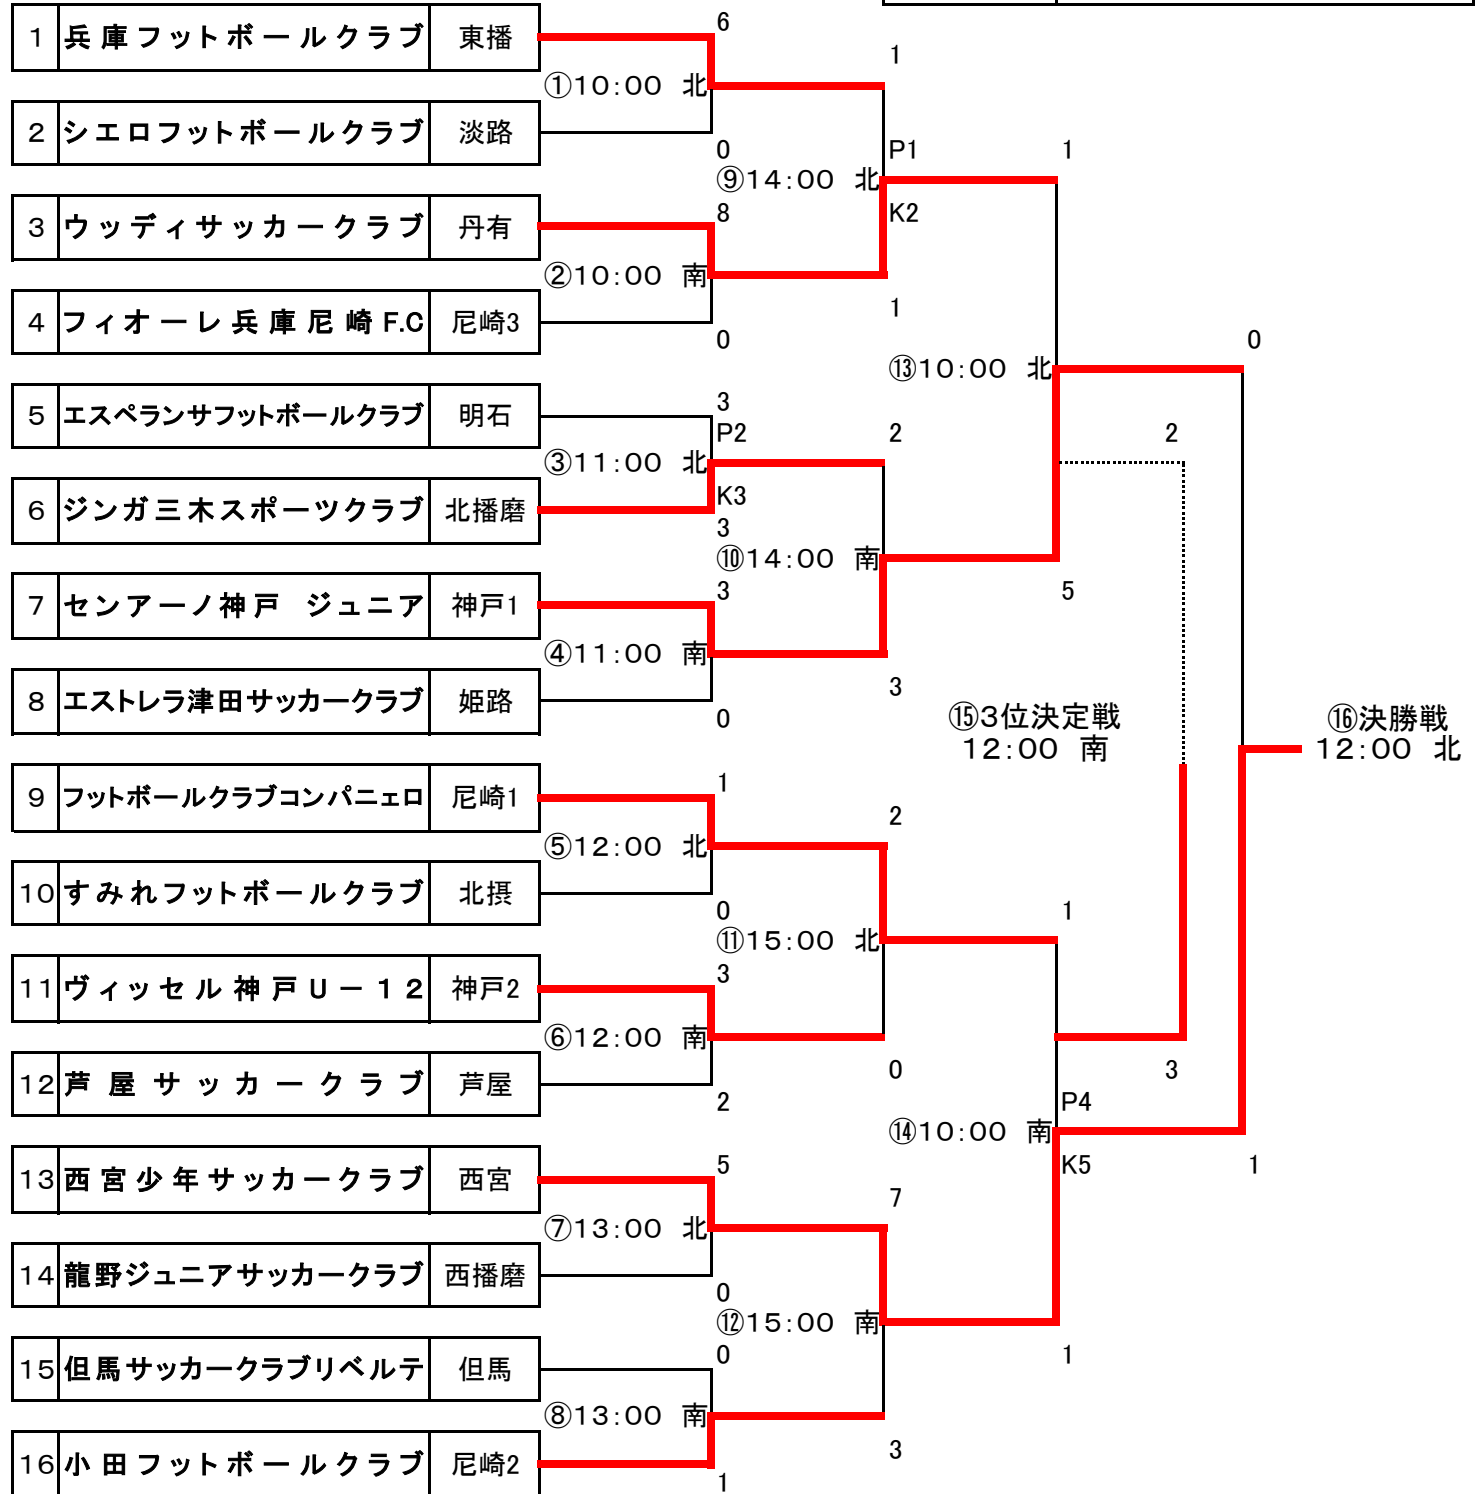 6
1 兵庫フットボールクラブ 東播
1
①10:00 北
2 シエロフットボールクラブ 淡路
0 P1 1
⑨14:00 北
3 ウッディサッカークラブ 丹有 8 K2
②10:00 南
1
4 フィオーレ兵庫尼崎F.C 尼崎3
0 0
⑬10:00 北
3
5 エスペランサフットボールクラブ 明石
P2 2 2
③11:00 北
K3
6 ジンガ三木スポーツクラブ 北播磨
3
⑩14:00 南
3 5
7 センアーノ神戸 ジュニア 神戸1
④11:00 南
3
8 エストレラ津田サッカークラブ 姫路
0
⑮3位決定戦 ⑯決勝戦
12:00 南 12:00 北
1
9 フットボールクラブコンパニェロ 尼崎1
2
⑤12:00 北
10 すみれフットボールクラブ 北摂
0 1
⑪15:00 北
3
11 ヴィッセル神戸U－12 神戸2
⑥12:00 南
0 3
12 芦屋サッカークラブ 芦屋
2 P4
⑭10:00 南
5 K5 1
13 西宮少年サッカークラブ 西宮
7
⑦13:00 北
14 龍野ジュニアサッカークラブ 西播磨
0
⑫15:00 南
0 1
15 但馬サッカークラブリベルテ 但馬
⑧13:00 南
3
16 小田フットボールクラブ 尼崎2
1